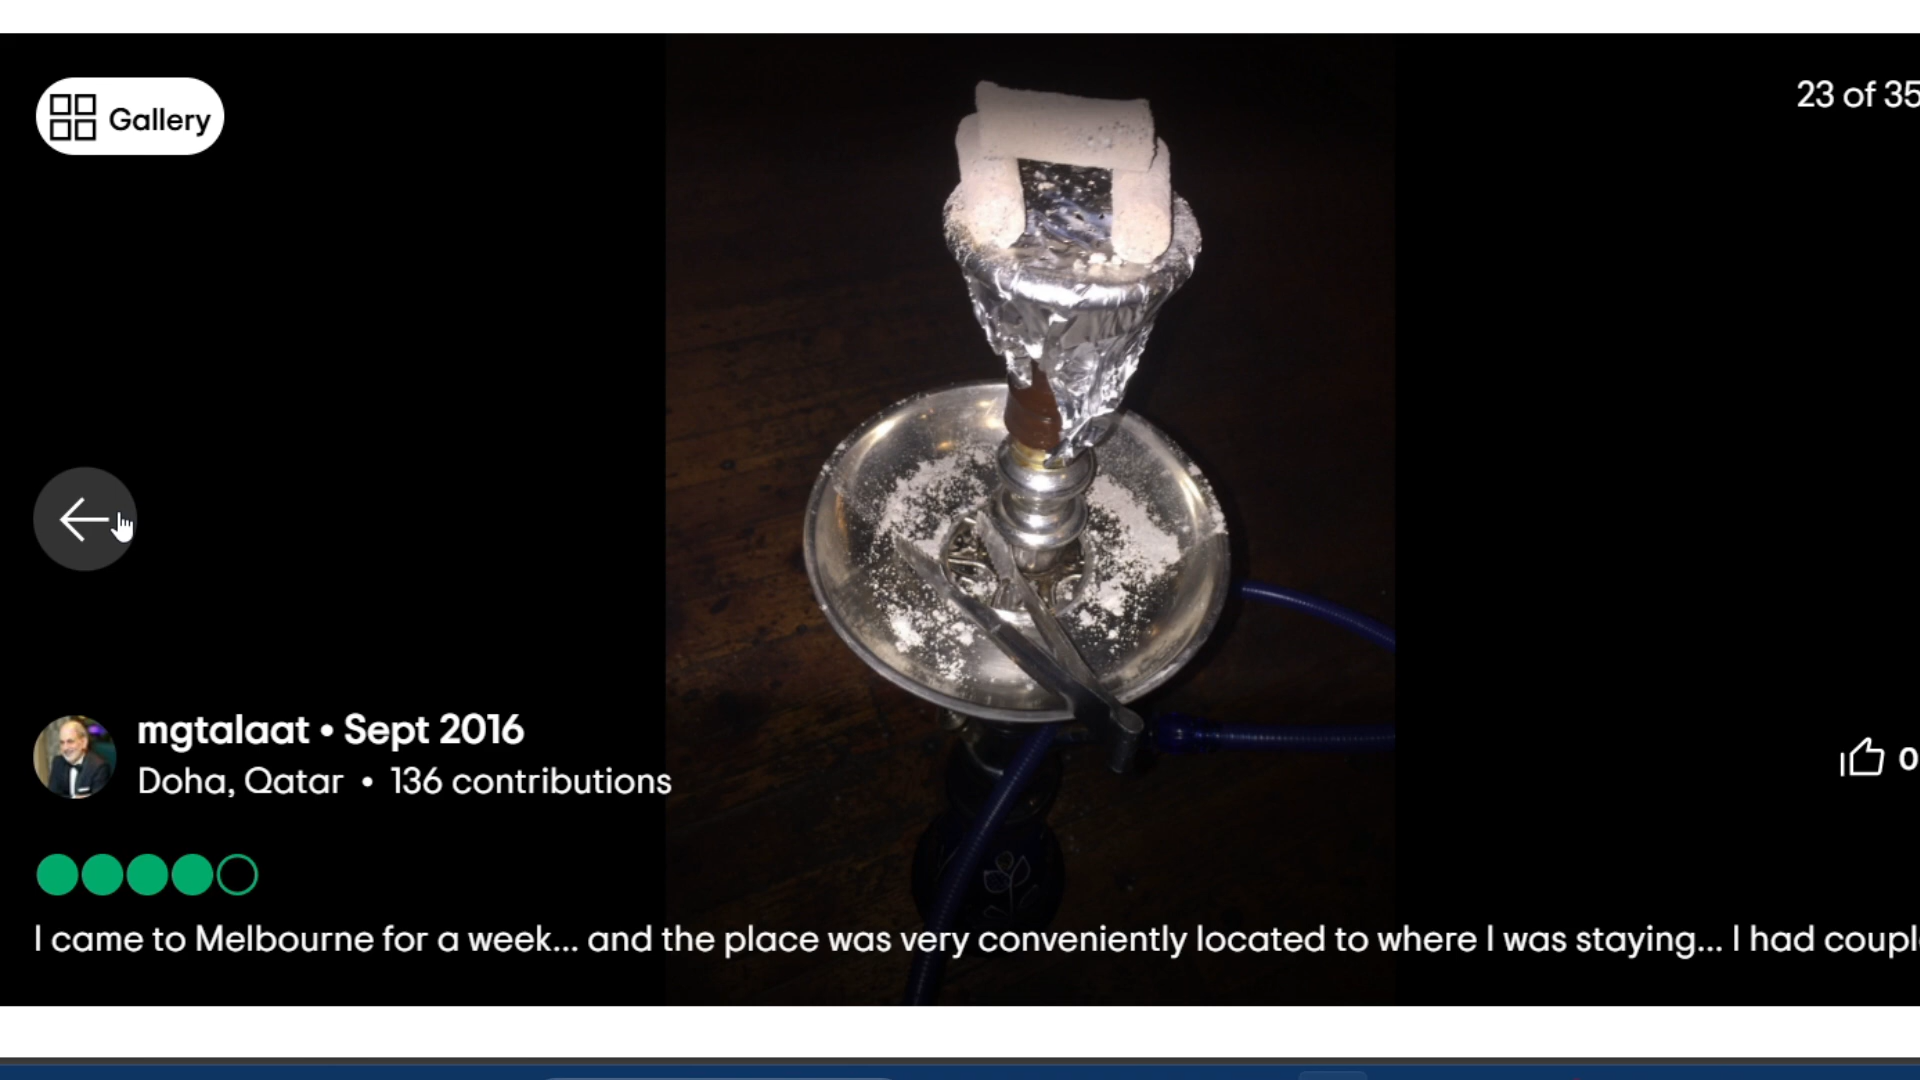 Gallery
23 of 35
mgtalaat • Sept 2016
Doha, Qatar • 136 contributions
0
I came to Melbourne for a week... and the place was very conveniently located to where I was staying... I had